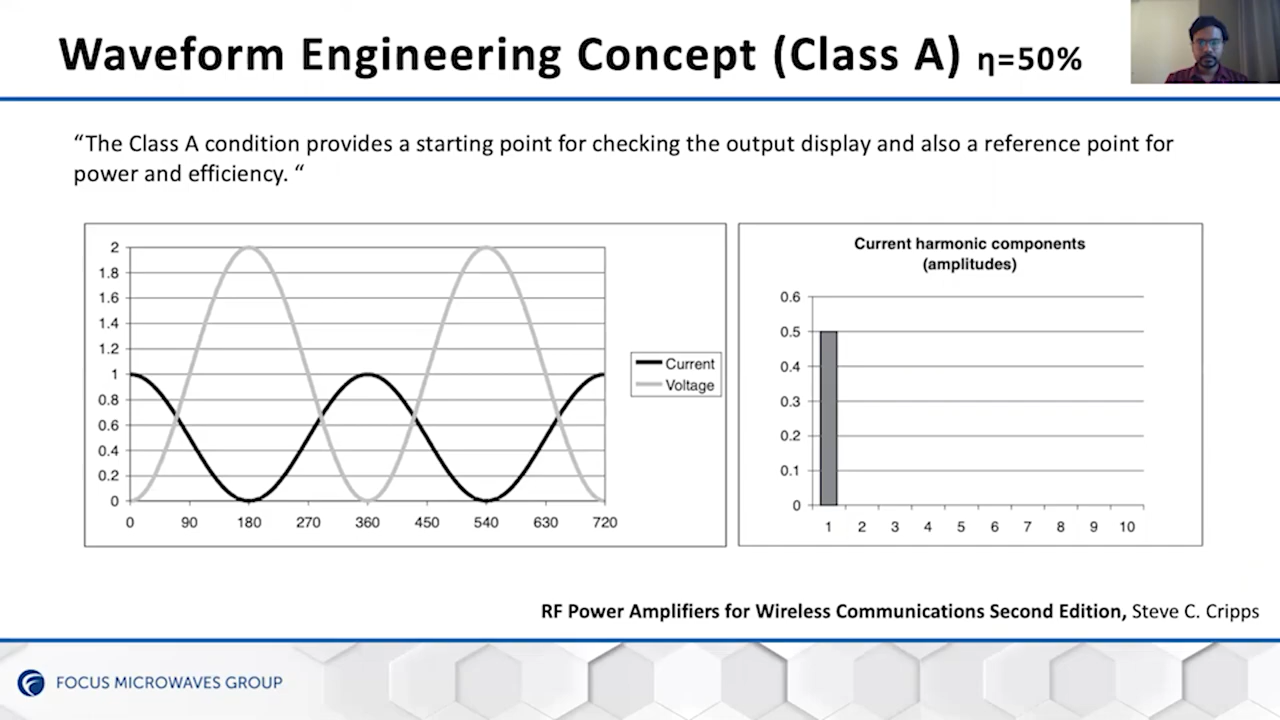 Waveform Engineering Concept (Class A) η=50%
“The Class A condition provides a starting point for checking the output display and also a reference point for
power and efficiency. “
2
1.8
1.6
1.4
1.2
1
0.8
0.6
0.4
0.2
0
0 90 180 270 360 450 540 630 720
Current
Voltage
Current harmonic components
(amplitudes)
0.6
0.5
0.4
0.3
0.2
0.1
0
1 2 3 4 5 6 7 8 9 10
RF Power Amplifiers for Wireless Communications Second Edition, Steve C. Cripps
FOCUS MICROWAVES GROUP